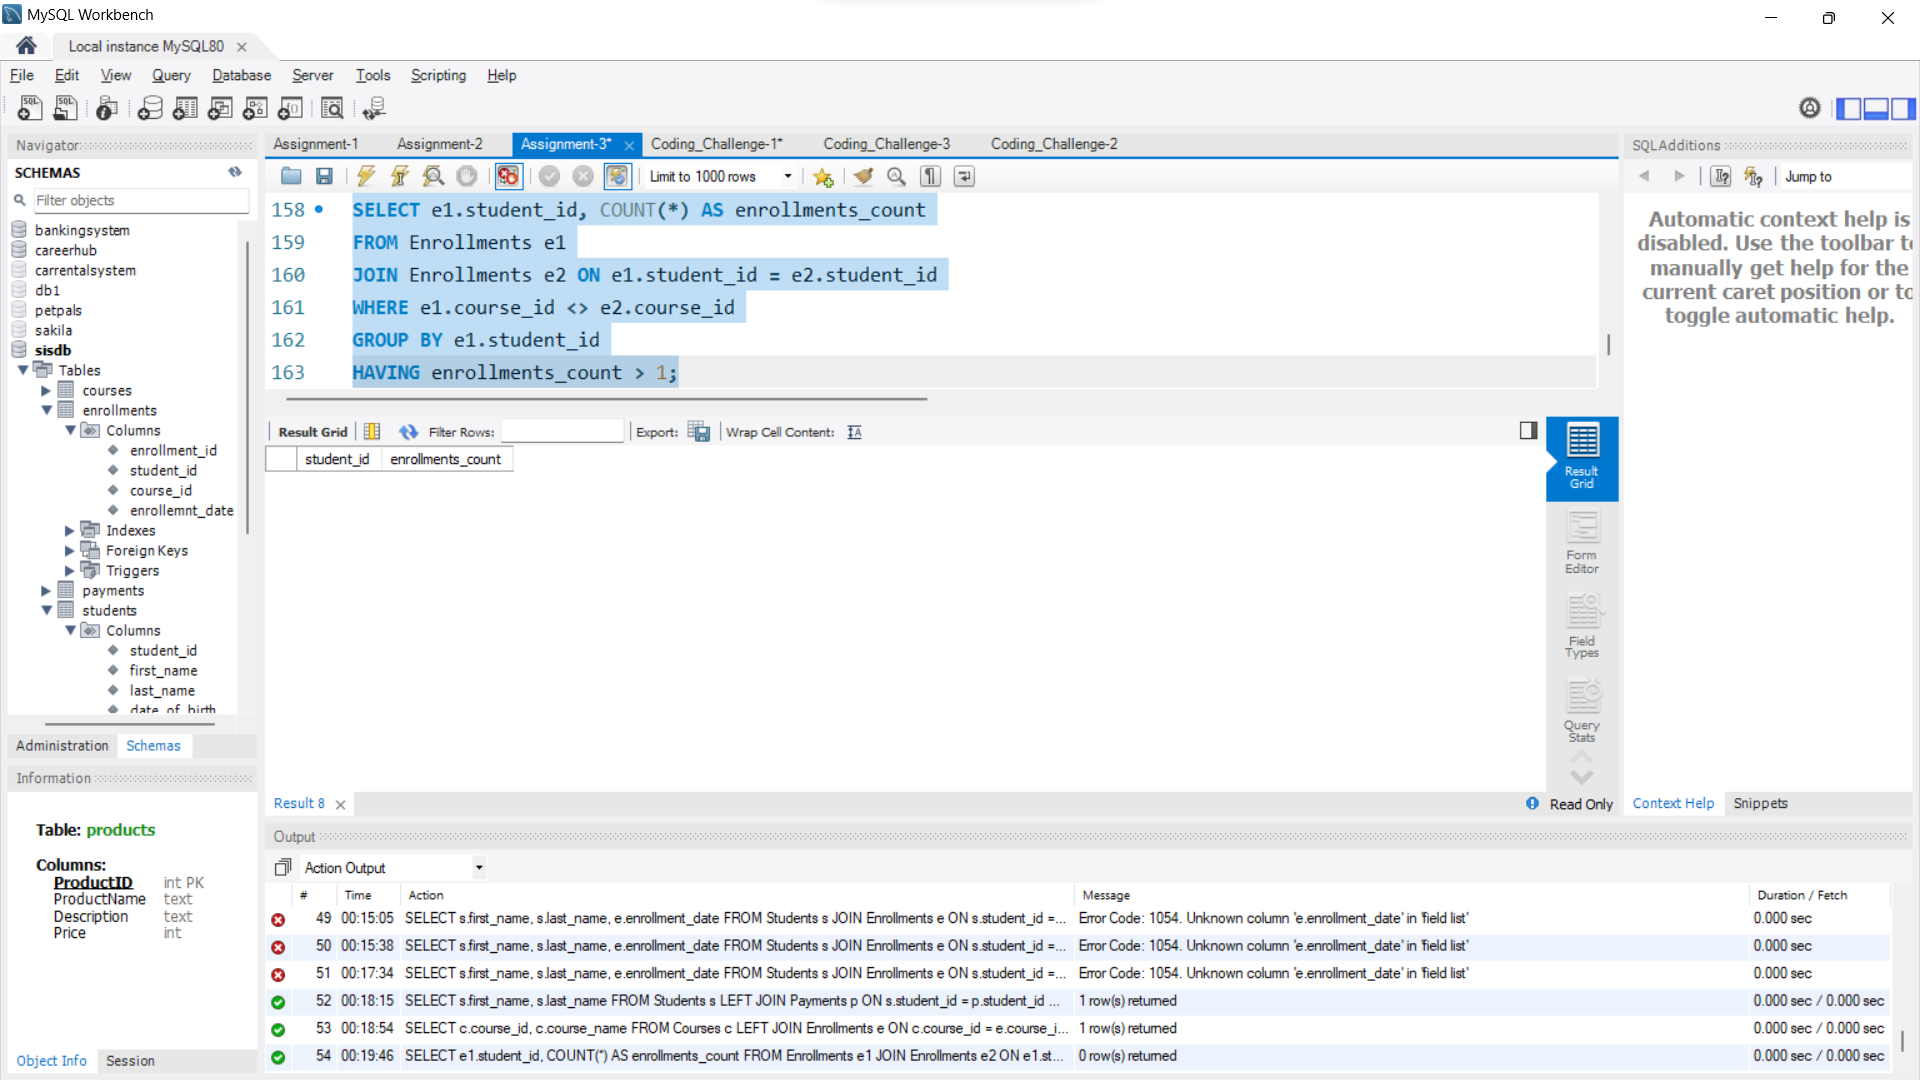 MySQL Workbench
Local instance MySQL80
File Edit View Query Database Server Tools Scripting Help
Navigator
SCHEMAS
Filter objects
bankingsystem
careerhub
carrentalsystem
db1
petpals
sakila
sisdb
Tables
courses
enrollments
Columns
enrollment_id
student_id
course_id
enrollemnt_date
Indexes
Foreign Keys
Triggers
payments
students
Columns
student_id
first_name
last_name
date_of_birth
Administration Schemas
Information
Table: products
Columns:
ProductID int PK
ProductName text
Description text
Price int
Object Info Session
Assignment-1 Assignment-2 Assignment-3* Coding_Challenge-1* Coding_Challenge-3 Coding_Challenge-2
Limit to 1000 rows
158 SELECT e1.student_id, COUNT(*) AS enrollments_count
159 FROM Enrollments e1
160 JOIN Enrollments e2 ON e1.student_id = e2.student_id
161 WHERE e1.course_id <> e2.course_id
162 GROUP BY e1.student_id
163 HAVING enrollments_count > 1;
Result Grid Filter Rows: Export: Wrap Cell Content:
student_id enrollments_count
Result Grid
Form Editor
Field Types
Query Stats
Result 8 Read Only
SQLAdditions
Jump to
Automatic context help is
disabled. Use the toolbar to
manually get help for the
current caret position or to
toggle automatic help.
Context Help Snippets
Output
Action Output
# Time Action Message Duration / Fetch
49 00:15:05 SELECT s.first_name, s.last_name, e.enrollment_date FROM Students s JOIN Enrollments e ON s.student_id =... Error Code: 1054. Unknown column 'e.enrollment_date' in 'field list' 0.000 sec
50 00:15:38 SELECT s.first_name, s.last_name, e.enrollment_date FROM Students s JOIN Enrollments e ON s.student_id =... Error Code: 1054. Unknown column 'e.enrollment_date' in 'field list' 0.000 sec
51 00:17:34 SELECT s.first_name, s.last_name, e.enrollment_date FROM Students s JOIN Enrollments e ON s.student_id =... Error Code: 1054. Unknown column 'e.enrollment_date' in 'field list' 0.000 sec
52 00:18:15 SELECT s.first_name, s.last_name FROM Students s LEFT JOIN Payments p ON s.student_id = p.student_id ... 1 row(s) returned 0.000 sec / 0.000 sec
53 00:18:54 SELECT c.course_id, c.course_name FROM Courses c LEFT JOIN Enrollments e ON c.course_id = e.course_i... 1 row(s) returned 0.000 sec / 0.000 sec
54 00:19:46 SELECT e1.student_id, COUNT(*) AS enrollments_count FROM Enrollments e1 JOIN Enrollments e2 ON e1.st... 0 row(s) returned 0.000 sec / 0.000 sec